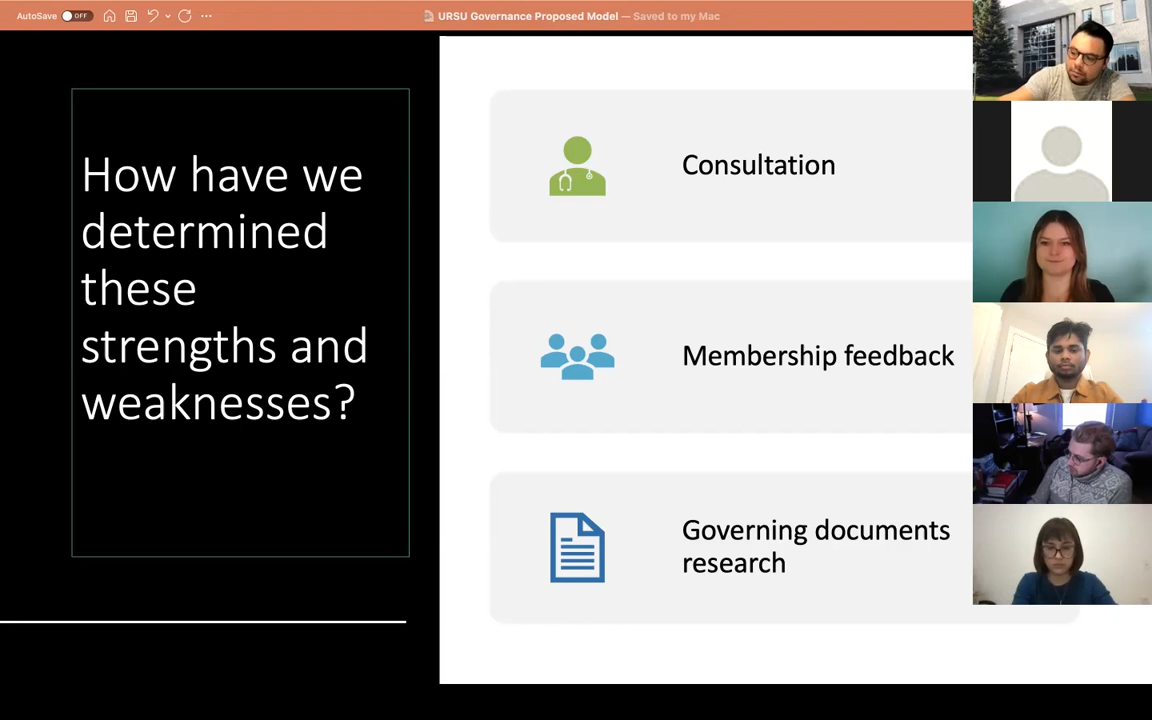 AutoSave OFF ... URSU Governance Proposed Model — Saved to my Mac
How have we
determined
these
strengths and
weaknesses?
Consultation
Membership feedback
Governing documents
research